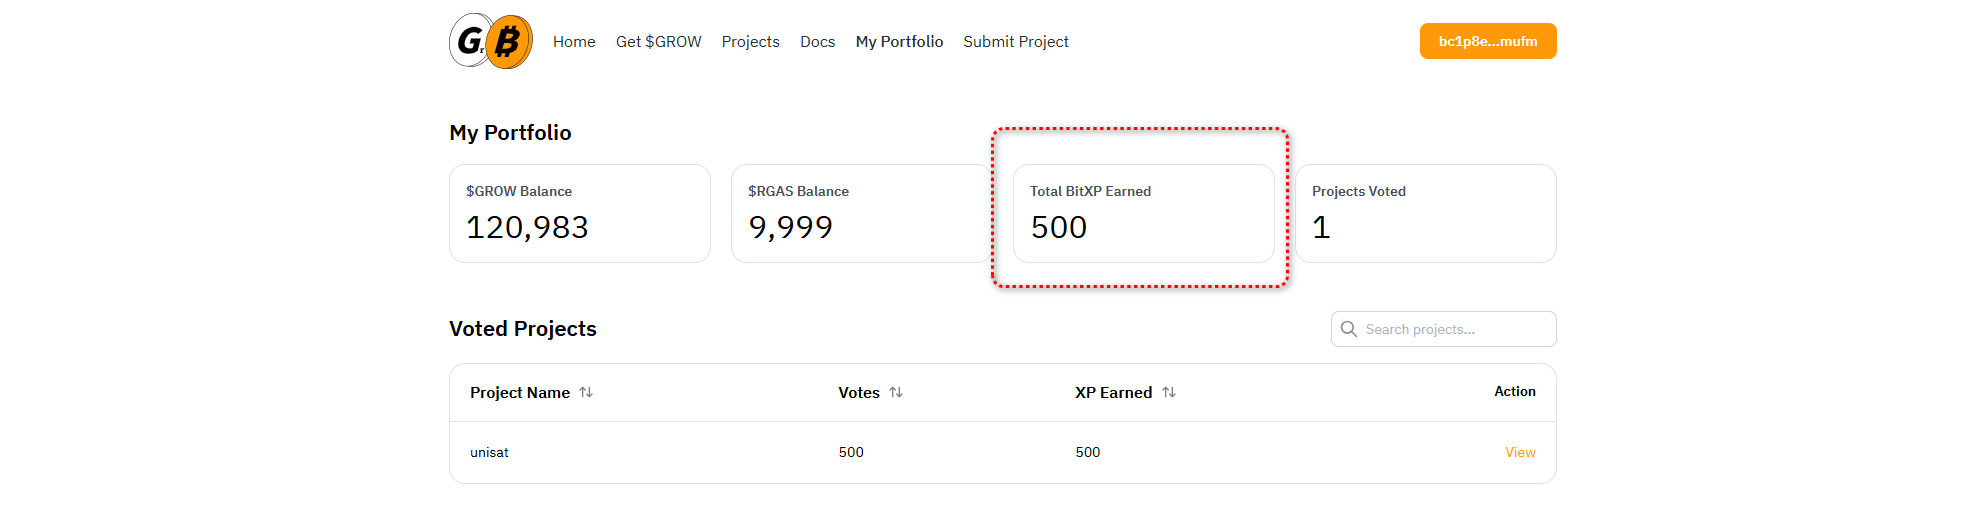 Gr ₿ Home Get $GROW Projects Docs My Portfolio Submit Project bc1p8e...mufm
My Portfolio
$GROW Balance $RGAS Balance Total BitXP Earned Projects Voted
120,983 9,999 500 1
Voted Projects Search projects...
Project Name Votes XP Earned Action
unisat 500 500 View